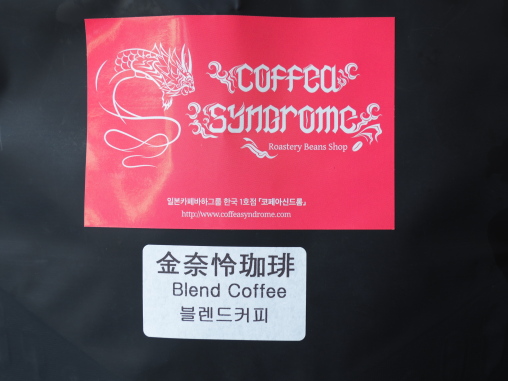 COFFEA
SYNDROME
Roastery Beans Shop
일본카페바하그룹 한국 1호점 『코페아신드롬』
http://www.coffeasyndrome.com
金奈怜珈琲
Blend Coffee
블렌드커피